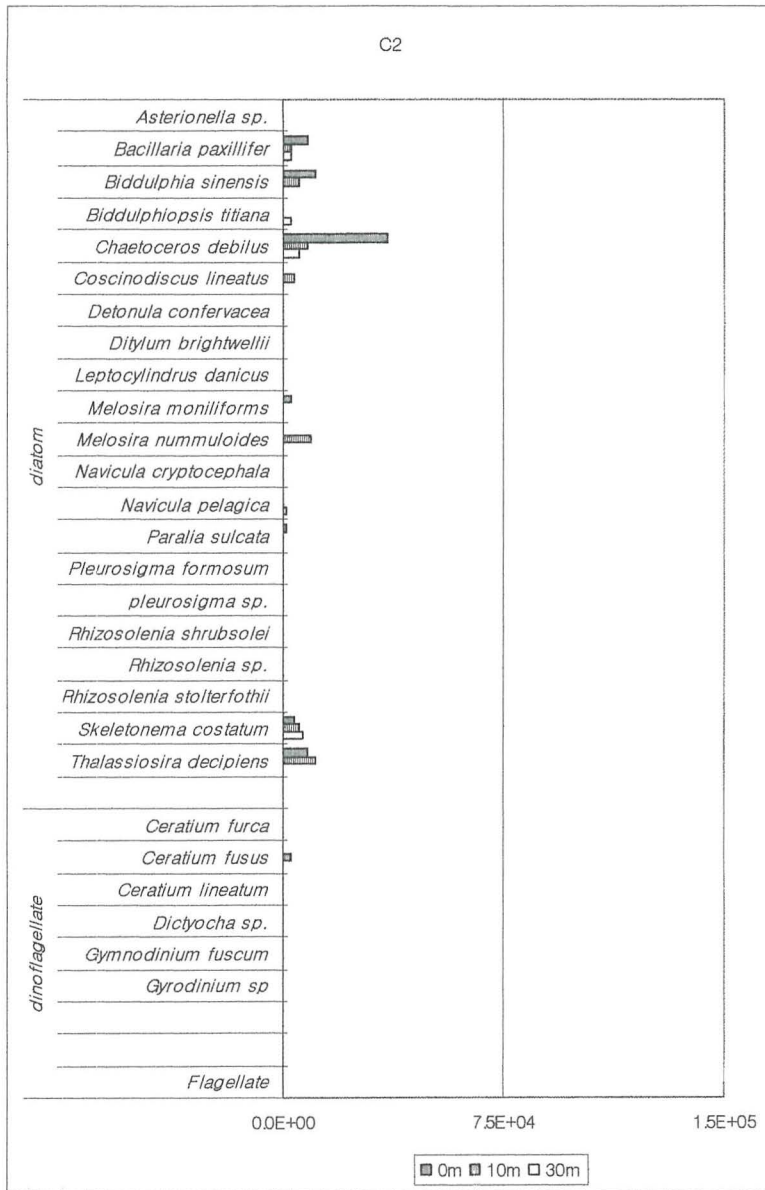 C2
diatom
Asterionella sp.
Bacillaria paxillifer
Biddulphia sinensis
Biddulphiopsis titiana
Chaetoceros debilus
Coscinodiscus lineatus
Detonula confervacea
Ditylum brightwellii
Leptocylindrus danicus
Melosira moniliforms
Melosira nummuloides
Navicula cryptocephala
Navicula pelagica
Paralia sulcata
Pleurosigma formosum
pleurosigma sp.
Rhizosolenia shrubsolei
Rhizosolenia sp.
Rhizosolenia stolterfothii
Skeletonema costatum
Thalassiosira decipiens
dinoflagellate
Ceratium furca
Ceratium fusus
Ceratium lineatum
Dictyocha sp.
Gymnodinium fuscum
Gyrodinium sp
Flagellate
0.0E+00 7.5E+04 1.5E+05
0m 10m 30m